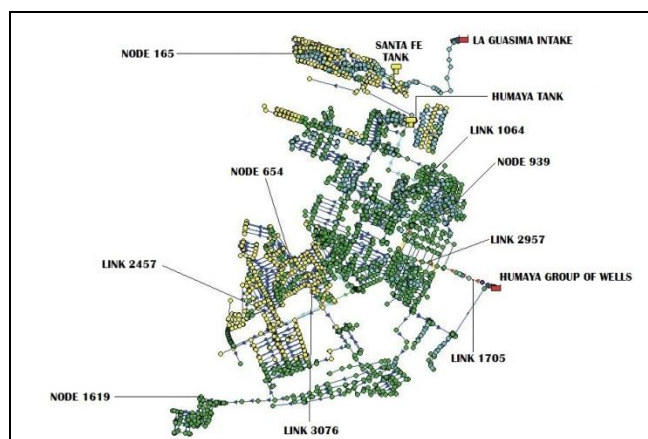 NODE 165
SANTA FE
TANK
LA GUASIMA INTAKE
HUMAYA TANK
LINK 1064
NODE 939
NODE 654
LINK 2957
LINK 2457
HUMAYA GROUP OF WELLS
LINK 1705
NODE 1619
LINK 3076